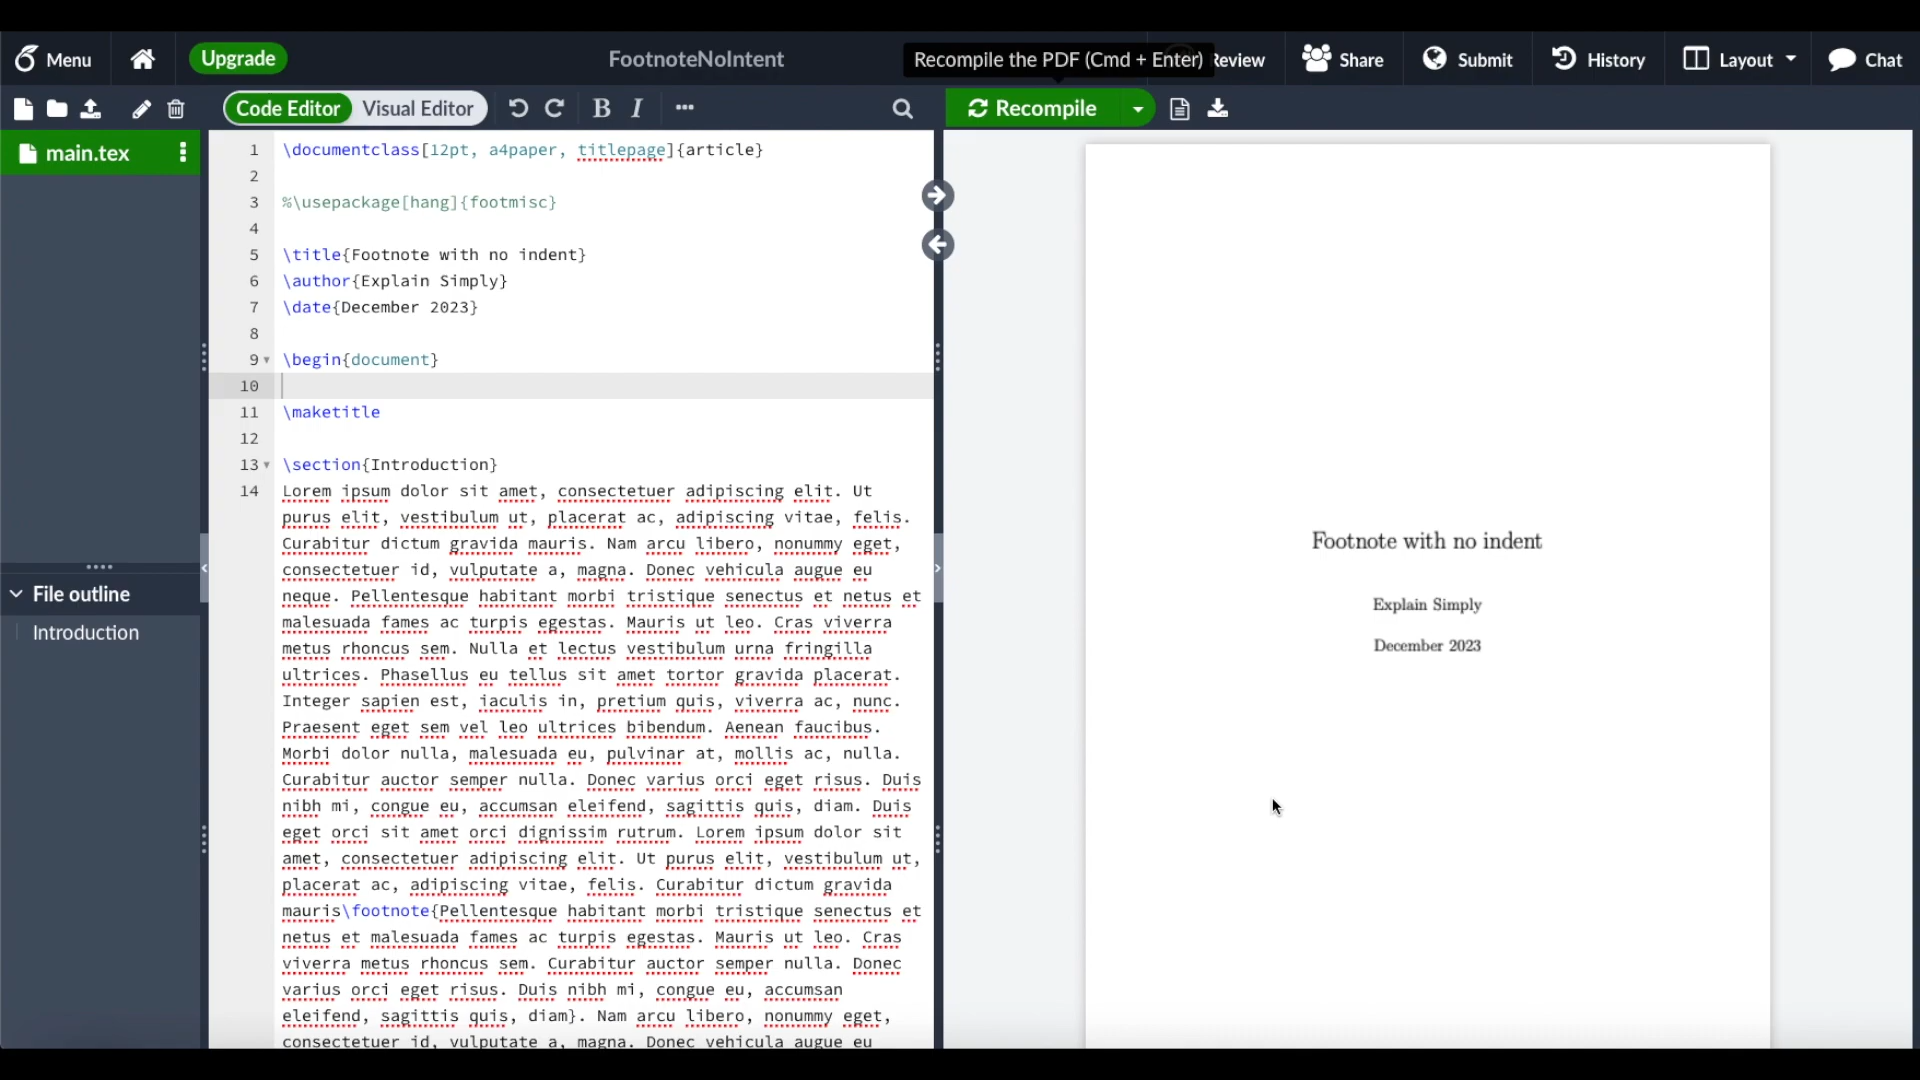 Menu
Upgrade
FootnoteNoIntent
Recompile the PDF (Cmd + Enter)
Review
Share
Submit
History
Layout
Chat
Code Editor
Visual Editor
B
I
Recompile
main.tex
File outline
Introduction
1 \documentclass[12pt, a4paper, titlepage]{article}
2
3 %\usepackage[hang]{footmisc}
4
5 \title{Footnote with no indent}
6 \author{Explain Simply}
7 \date{December 2023}
8
9 \begin{document}
10
11 \maketitle
12
13 \section{Introduction}
14 Lorem ipsum dolor sit amet, consectetuer adipiscing elit. Ut
purus elit, vestibulum ut, placerat ac, adipiscing vitae, felis.
Curabitur dictum gravida mauris. Nam arcu libero, nonummy eget,
consectetuer id, vulputate a, magna. Donec vehicula augue eu
neque. Pellentesque habitant morbi tristique senectus et netus et
malesuada fames ac turpis egestas. Mauris ut leo. Cras viverra
metus rhoncus sem. Nulla et lectus vestibulum urna fringilla
ultrices. Phasellus eu tellus sit amet tortor gravida placerat.
Integer sapien est, iaculis in, pretium quis, viverra ac, nunc.
Praesent eget sem vel leo ultrices bibendum. Aenean faucibus.
Morbi dolor nulla, malesuada eu, pulvinar at, mollis ac, nulla.
Curabitur auctor semper nulla. Donec varius orci eget risus. Duis
nibh mi, congue eu, accumsan eleifend, sagittis quis, diam. Duis
eget orci sit amet orci dignissim rutrum. Lorem ipsum dolor sit
amet, consectetuer adipiscing elit. Ut purus elit, vestibulum ut,
placerat ac, adipiscing vitae, felis. Curabitur dictum gravida
mauris\footnote{Pellentesque habitant morbi tristique senectus et
netus et malesuada fames ac turpis egestas. Mauris ut leo. Cras
viverra metus rhoncus sem. Curabitur auctor semper nulla. Donec
varius orci eget risus. Duis nibh mi, congue eu, accumsan
eleifend, sagittis quis, diam}. Nam arcu libero, nonummy eget,
consectetuer id, vulputate a, magna. Donec vehicula augue eu
Footnote with no indent
Explain Simply
December 2023